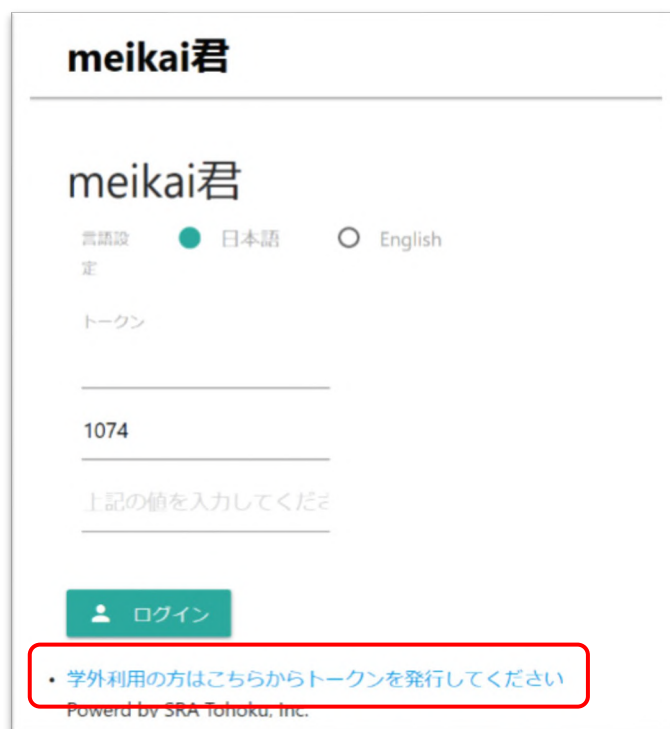 meikai君
meikai君
言語設定
日本語
English
トークン
1074
上記の値を入力してくださ
ログイン
• 学外利用の方はこちらからトークンを発行してください
Powerd by SRA Tohoku, Inc.